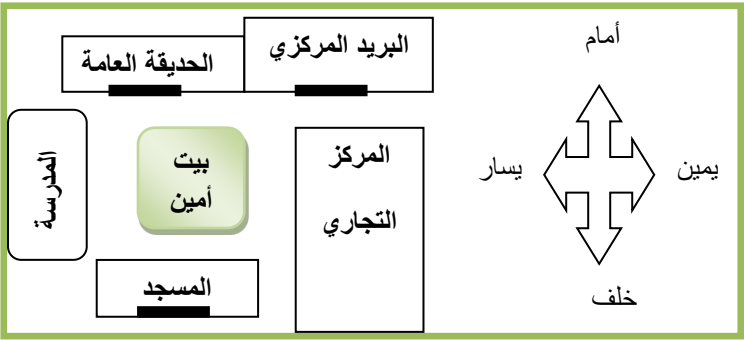 أمام
البريد المركزي
الحديقة العامة
المركز
التجاري
بيت
أمين
المدرسة
يمين
يسار
المسجد
خلف